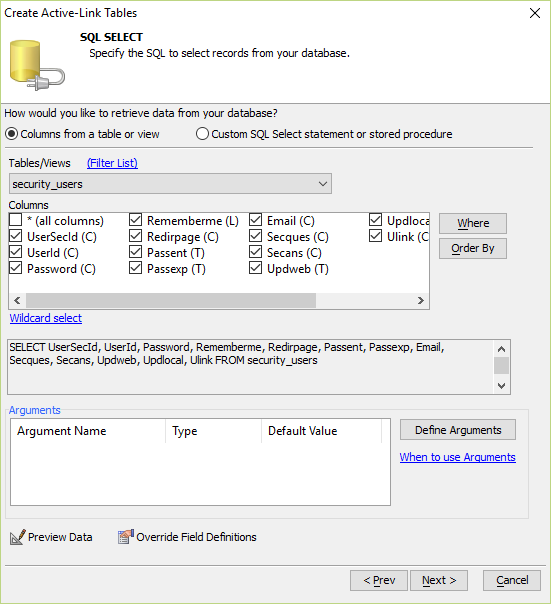 Create Active-Link Tables
SQL SELECT
Specify the SQL to select records from your database.
How would you like to retrieve data from your database?
Columns from a table or view
Custom SQL Select statement or stored procedure
Tables/Views (Filter List)
security_users
Columns
* (all columns) Rememberme (L) Email (C) Updloca
UserSecId (C) Redirpage (C) Secques (C) Ulink (C
UserId (C) Passent (T) Secans (C)
Password (C) Passexp (T) Updweb (T)
Where
Order By
Wildcard select
SELECT UserSecId, UserId, Password, Rememberme, Redirpage, Passent, Passexp, Email,
Secques, Secans, Updweb, Updlocal, Ulink FROM security_users
Arguments
Argument Name Type Default Value
Define Arguments
When to use Arguments
Preview Data Override Field Definitions
< Prev Next > Cancel